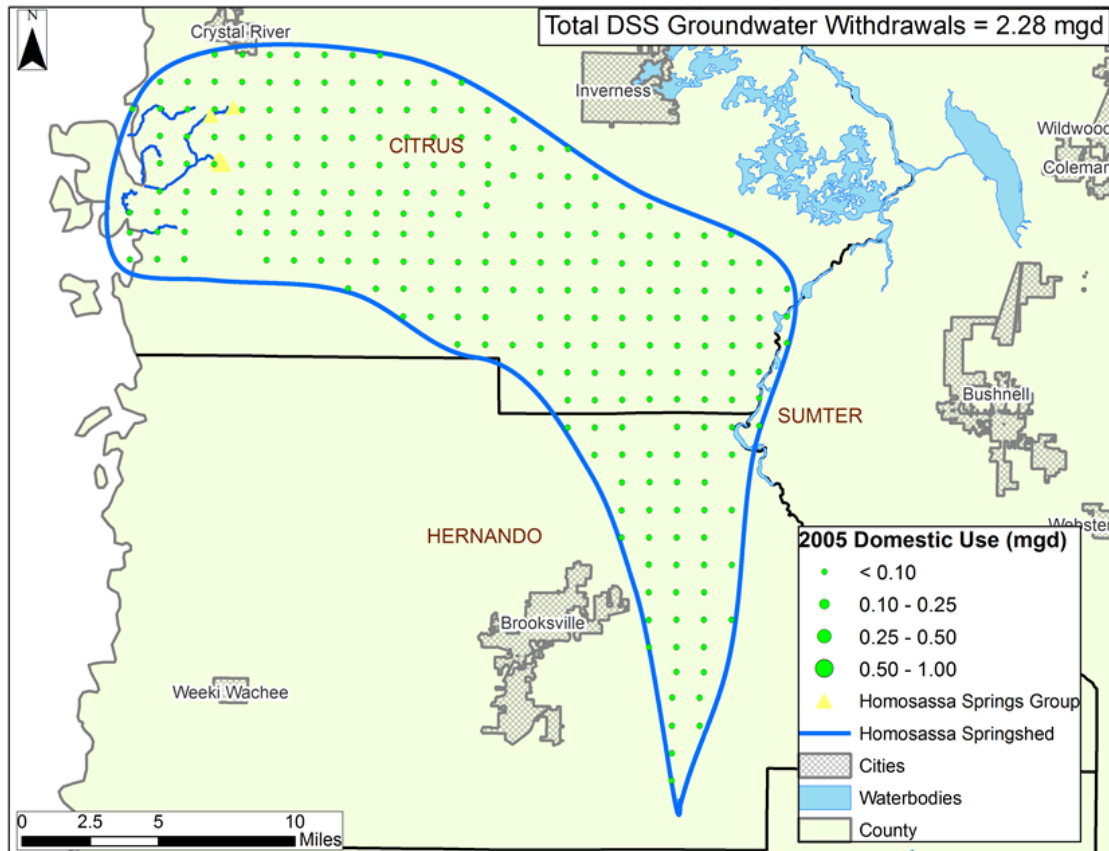 N
Crystal River
Total DSS Groundwater Withdrawals = 2.28 mgd
Inverness
CITRUS
Wildwood
Coleman
Bushnell
SUMTER
HERNANDO
Webster
Brooksville
Weeki Wachee
2005 Domestic Use (mgd)
< 0.10
0.10 - 0.25
0.25 - 0.50
0.50 - 1.00
Homosassa Springs Group
Homosassa Springshed
Cities
Waterbodies
County
0 2.5 5 10
Miles